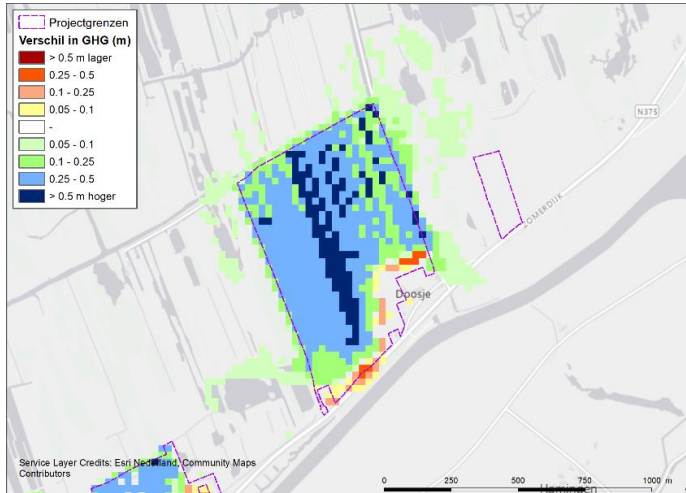 Projectgrenzen
Verschil in GHG (m)
> 0.5 m lager
0.25 - 0.5
0.1 - 0.25
0.05 - 0.1
-
0.05 - 0.1
0.1 - 0.25
0.25 - 0.5
> 0.5 m hoger
N375
ZOMERDIJK
Doosje
Service Layer Credits: Esri Nederland, Community Maps
Contributors
0 250 500 750 1000 m